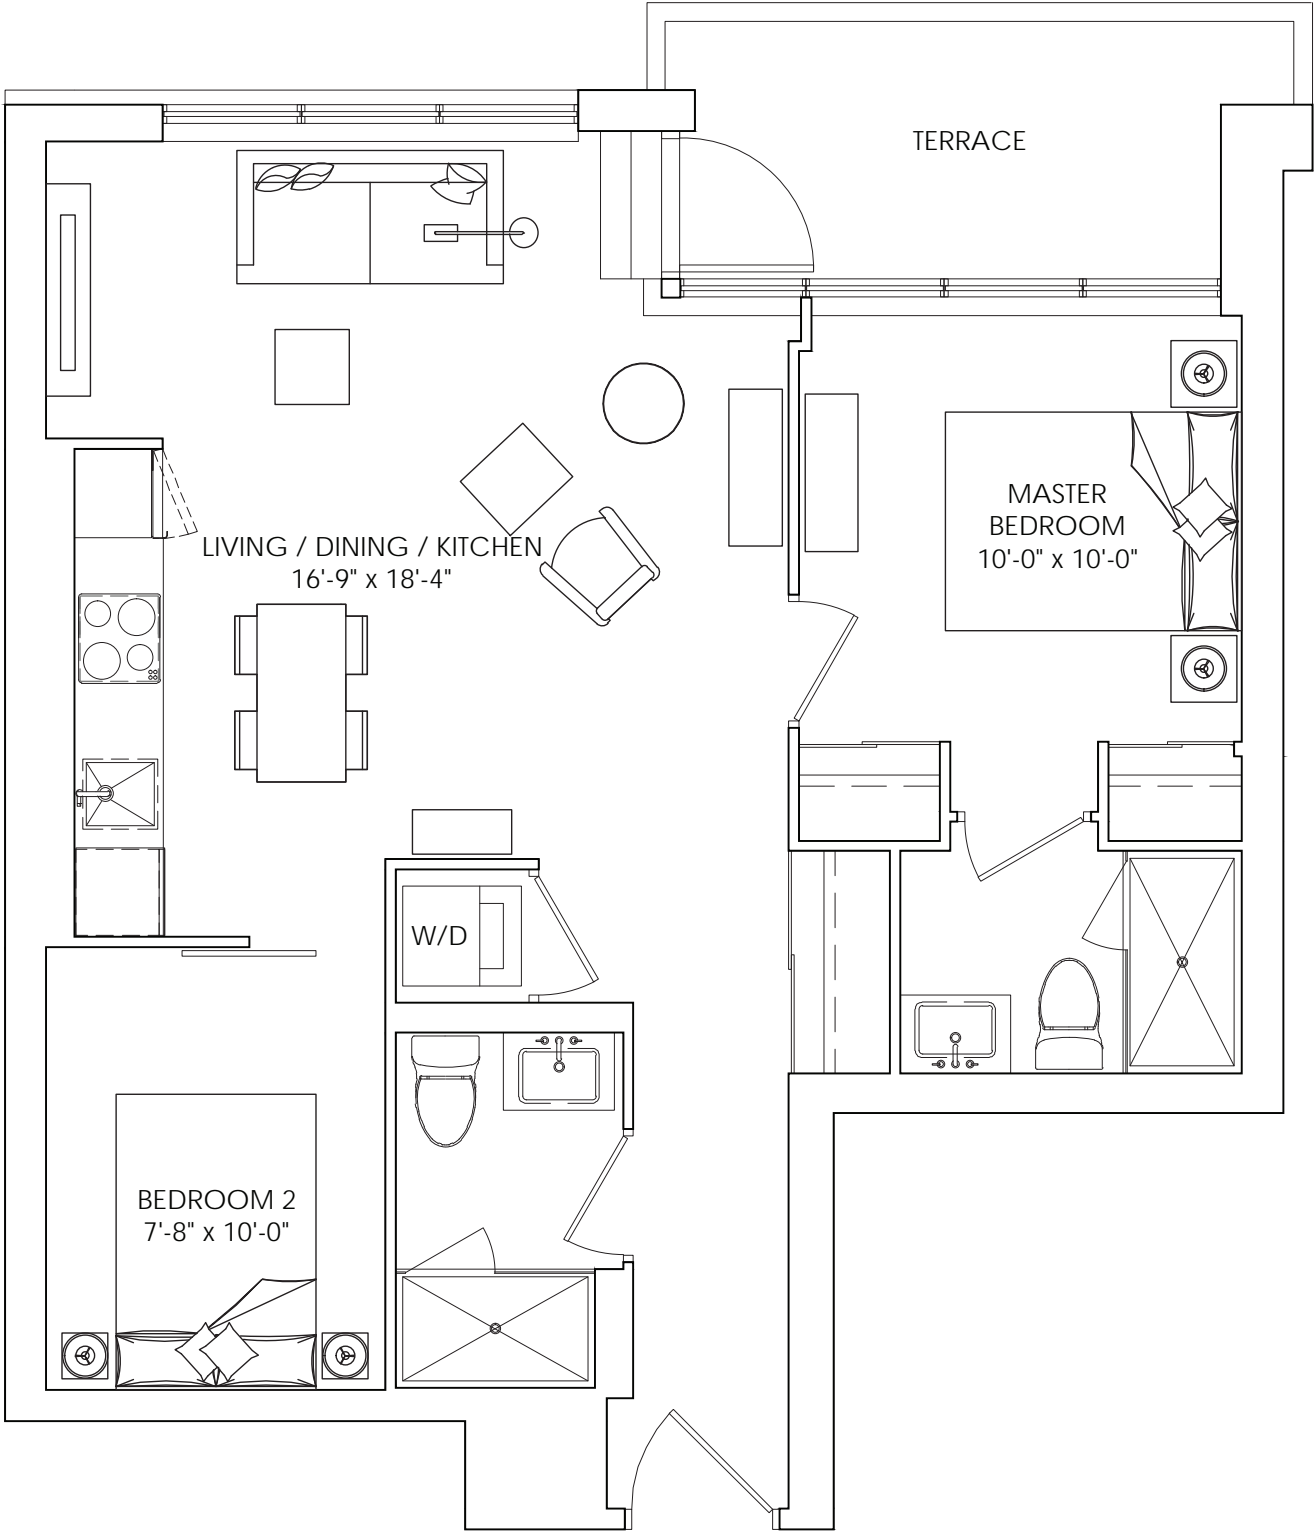 TERRACE
MASTER
BEDROOM
10'-0" x 10'-0"
LIVING / DINING / KITCHEN
16'-9" x 18'-4"
W/D
BEDROOM 2
7'-8" x 10'-0"